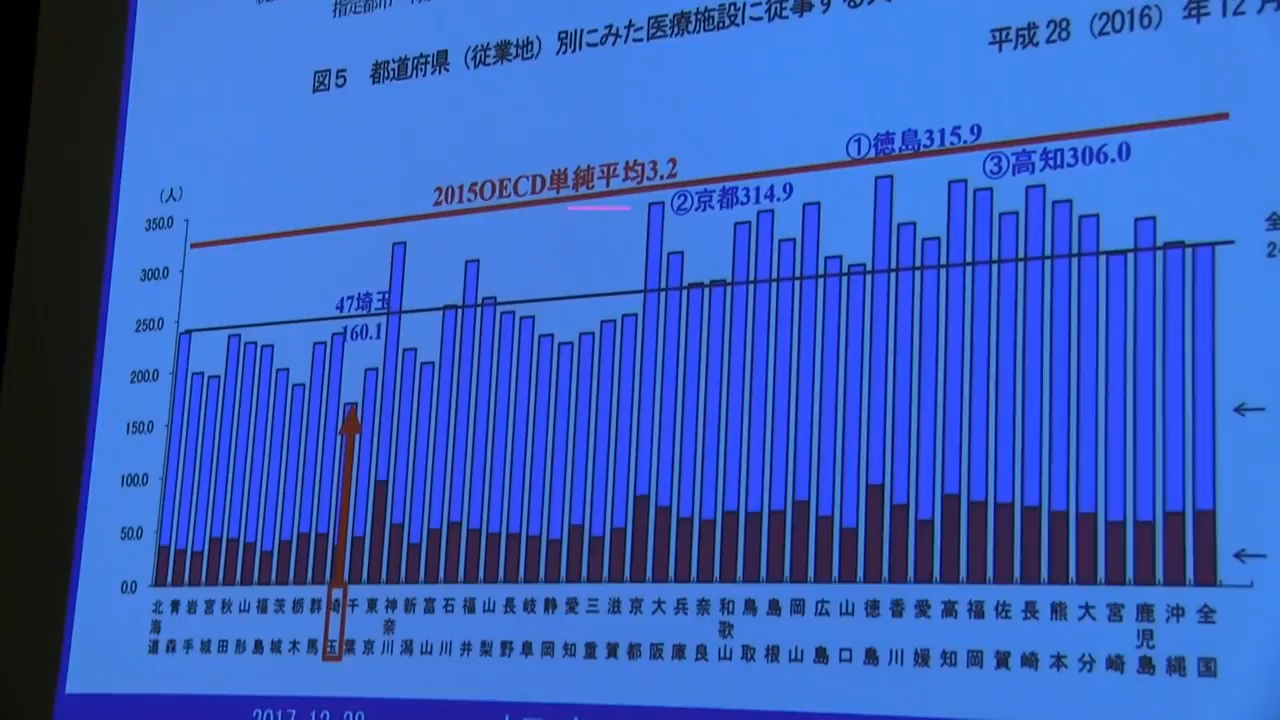 指定都市
図5 都道府県（従業地）別にみた医療施設に従事する
平成28（2016）年12月
①徳島315.9
2015OECD単純平均3.2
③高知306.0
②京都314.9
（人）
350.0
300.0
250.0
200.0
150.0
100.0
50.0
0.0
47埼玉
160.1
全
北海道 青森 岩手 宮城 秋田 山形 福島 茨城 栃木 群馬 埼玉 千葉 東京 神奈川 新潟 富山 石川 福井 山梨 長野 岐阜 静岡 愛知 三重 滋賀 京都 大阪 兵庫 奈良 和歌山 鳥取 島根 岡山 広島 山口 徳島 香川 愛媛 高知 福岡 佐賀 長崎 熊本 大分 宮崎 鹿児島 沖縄 全国